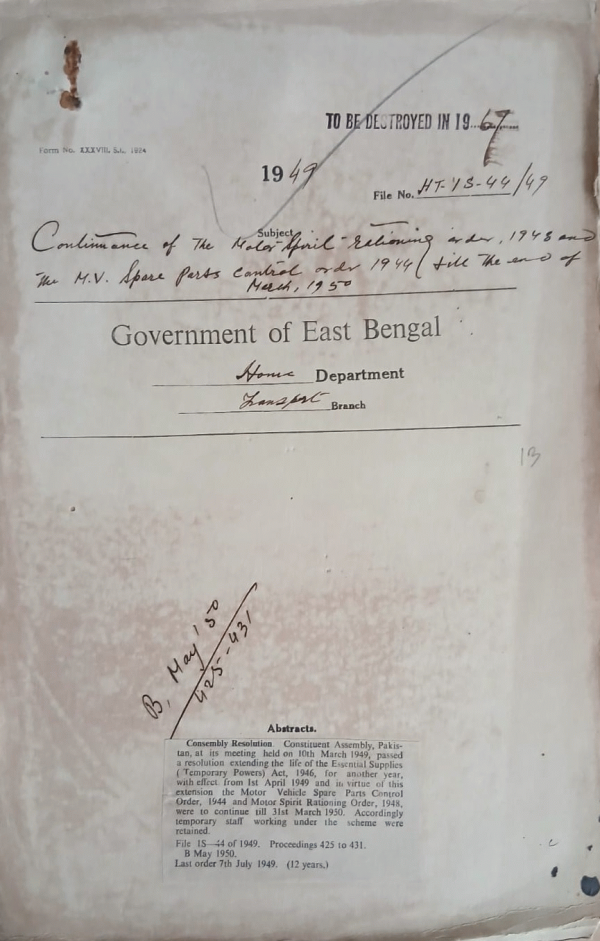 TO BE DESTROYED IN 1967
Form No. XXXVIII, S.L. 1824
1949
File No. HT-1S-44/49
Subject
Continuance of the Motor Spirit Rationing order, 1948 and
the M.V. Spare Parts Control order 1944 till the end of
March, 1950
Government of East Bengal
Home Department
Transport Branch
13
B, May '50
425-431
Abstracts.
Consembly Resolution. Constituent Assembly, Pakis-
tan, at its meeting held on 10th March 1949, passed
a resolution extending the life of the Essential Supplies
(Temporary Powers) Act, 1946, for another year,
with effect from 1st April 1949 and in virtue of this
extension the Motor Vehicle Spare Parts Control
Order, 1944 and Motor Spirit Rationing Order, 1948,
were to continue till 31st March 1950. Accordingly
temporary staff working under the scheme were
retained.
File 1S—44 of 1949. Proceedings 425 to 431.
B May 1950.
Last order 7th July 1949. (12 years.)